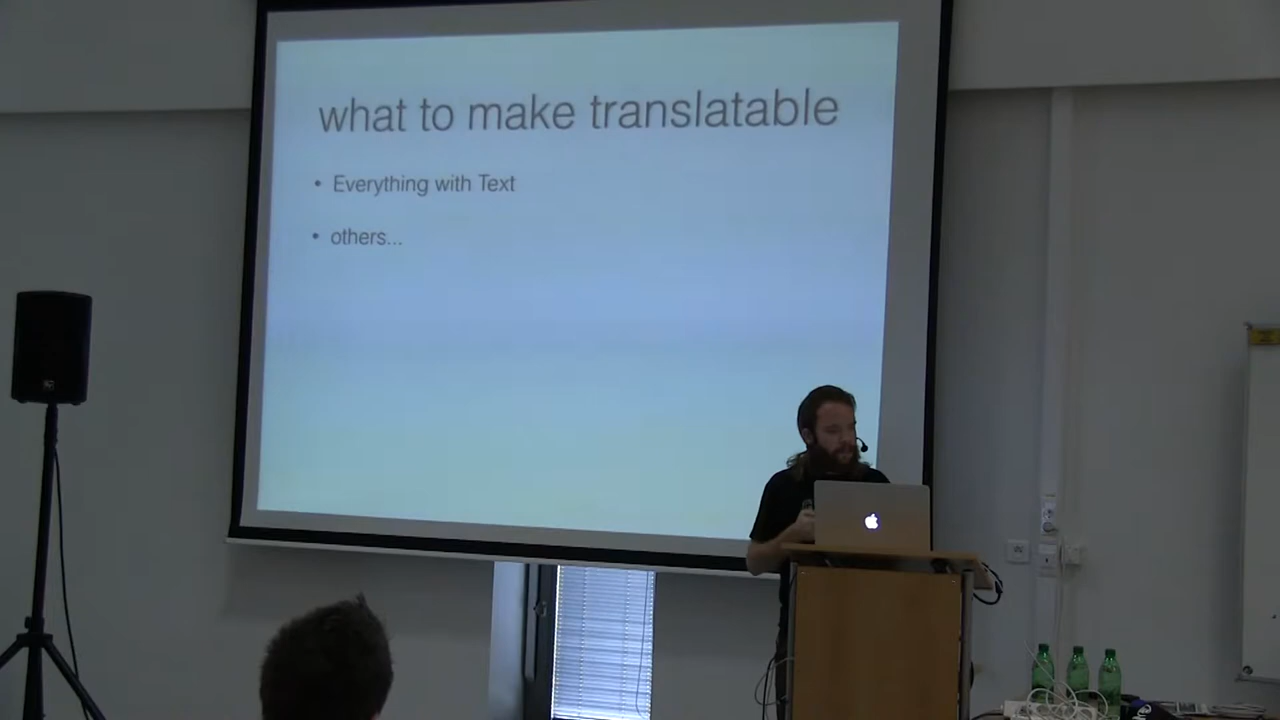 what to make translatable
• Everything with Text
• others...